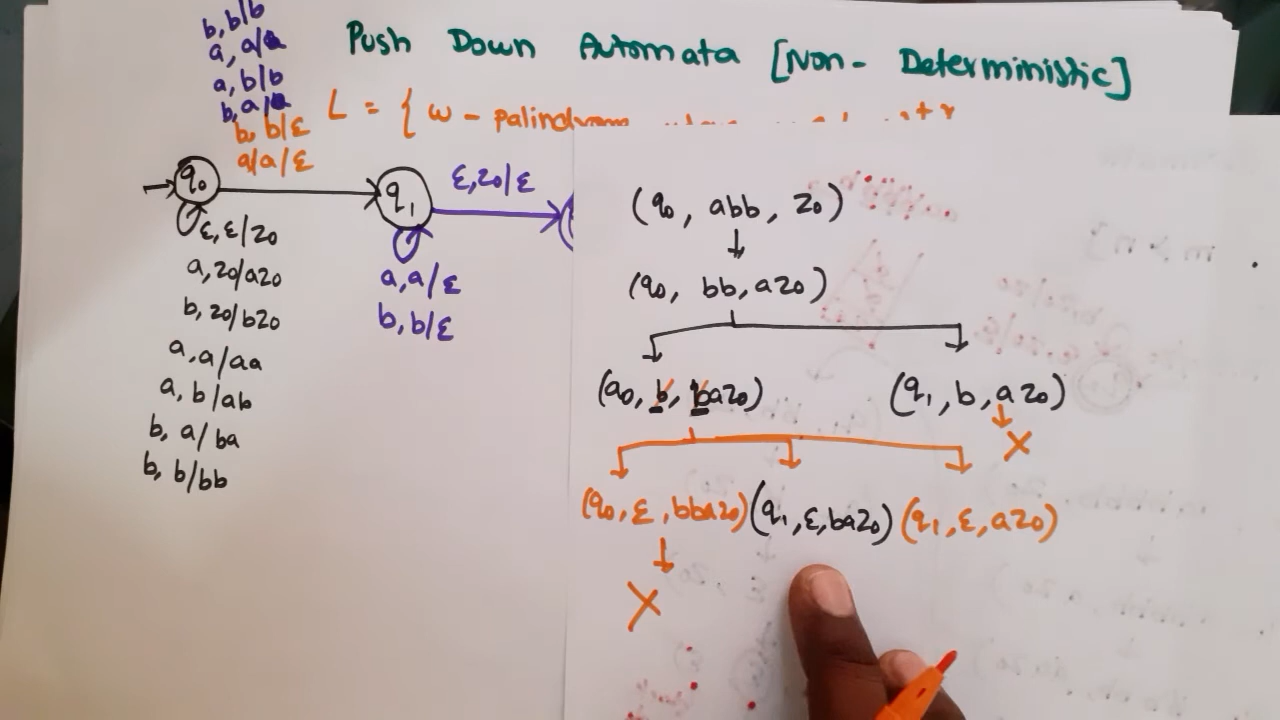 Push Down Automata [Non-Deterministic]
L = { w - palindrome
b, b/b
a, a/a
a, b/b
b, a/a
b, b/ε
a/a/ε
q0
q1
ε, z0/ε
ε, ε/z0
a, z0/az0
b, z0/bz0
a, a/aa
a, b/ab
b, a/ba
b, b/bb
a, a/ε
b, b/ε
(q0, abb, z0)
(q0, bb, az0)
(q0, b, baz0) (q1, b, az0)
X
(q0, ε, bbaz0) (q1, ε, baz0) (q1, ε, az0)
X